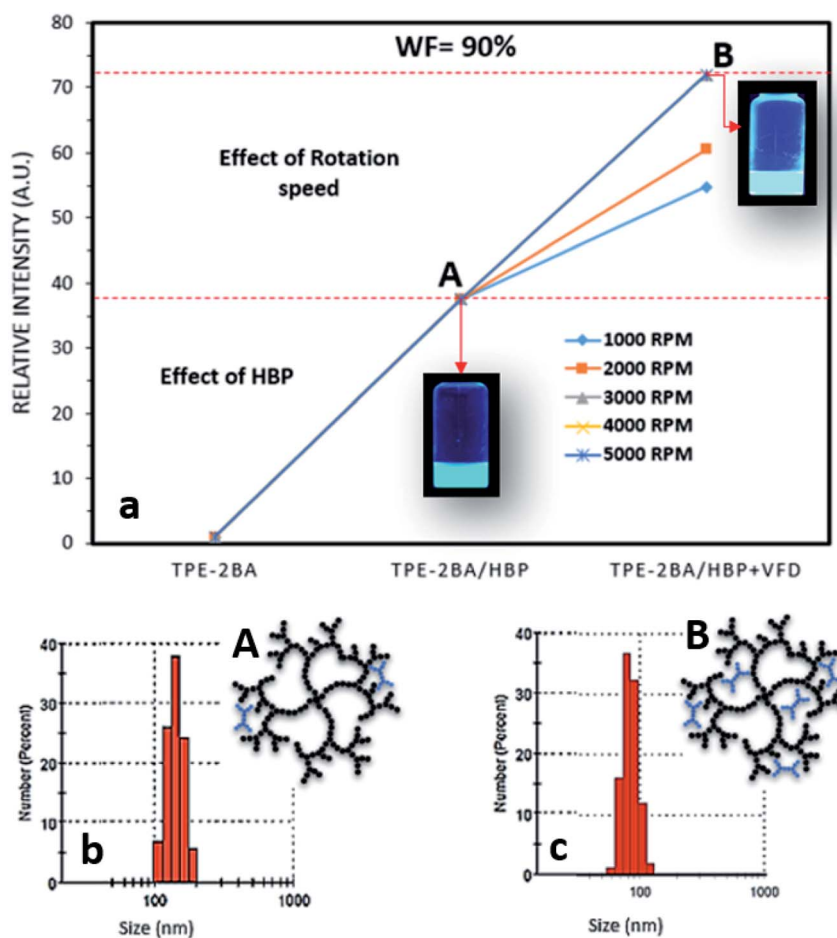 80
70
60
50
40
30
20
10
0
RELATIVE INTENSITY (A.U.)
WF= 90%
B
Effect of Rotation
speed
A
Effect of HBP
1000 RPM
2000 RPM
3000 RPM
4000 RPM
5000 RPM
a
TPE-2BA
TPE-2BA/HBP
TPE-2BA/HBP+VFD
A
40
30
20
10
0
Number (Percent)
b
100
1000
Size (nm)
B
40
30
20
10
0
Number (Percent)
c
100
1000
Size (nm)